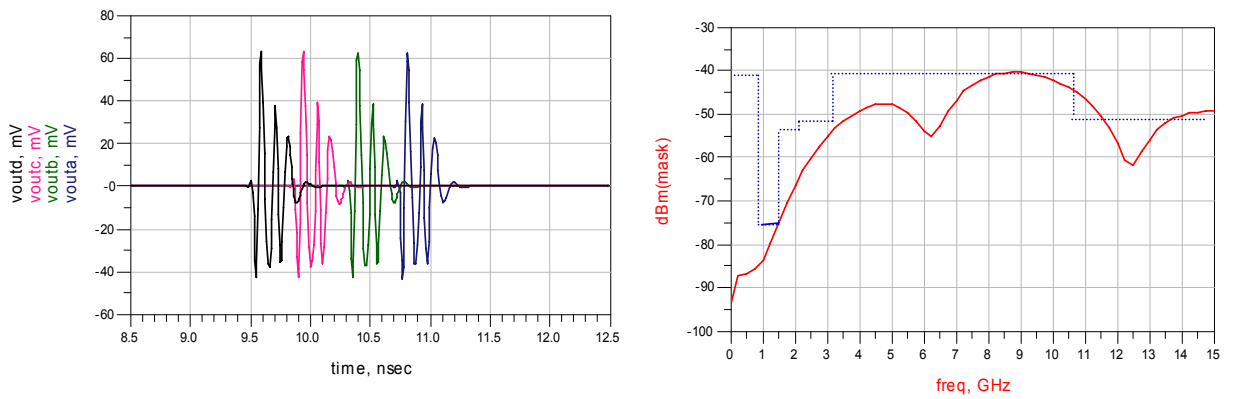 80
60
40
20
-0
-20
-40
-60
8.5 9.0 9.5 10.0 10.5 11.0 11.5 12.0 12.5
time, nsec
voutd, mV
voutc, mV
voutb, mV
vouta, mV
-30
-40
-50
-60
-70
-80
-90
-100
0 1 2 3 4 5 6 7 8 9 10 11 12 13 14 15
freq, GHz
dBm(mask)